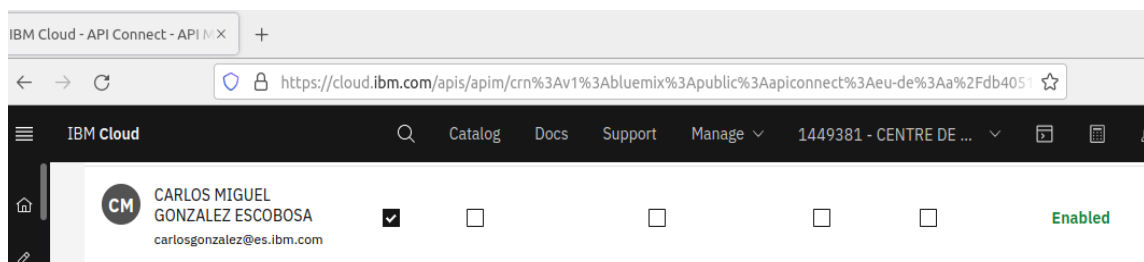 IBM Cloud - API Connect - API M
https://cloud.ibm.com/apis/apim/crn%3Av1%3Abluemix%3Apublic%3Aapiconnect%3Aeu-de%3Aa%2Fdb4051
IBM Cloud Catalog Docs Support Manage 1449381 - CENTRE DE ...
CM
CARLOS MIGUEL
GONZALEZ ESCOBOSA
carlosgonzalez@es.ibm.com
Enabled